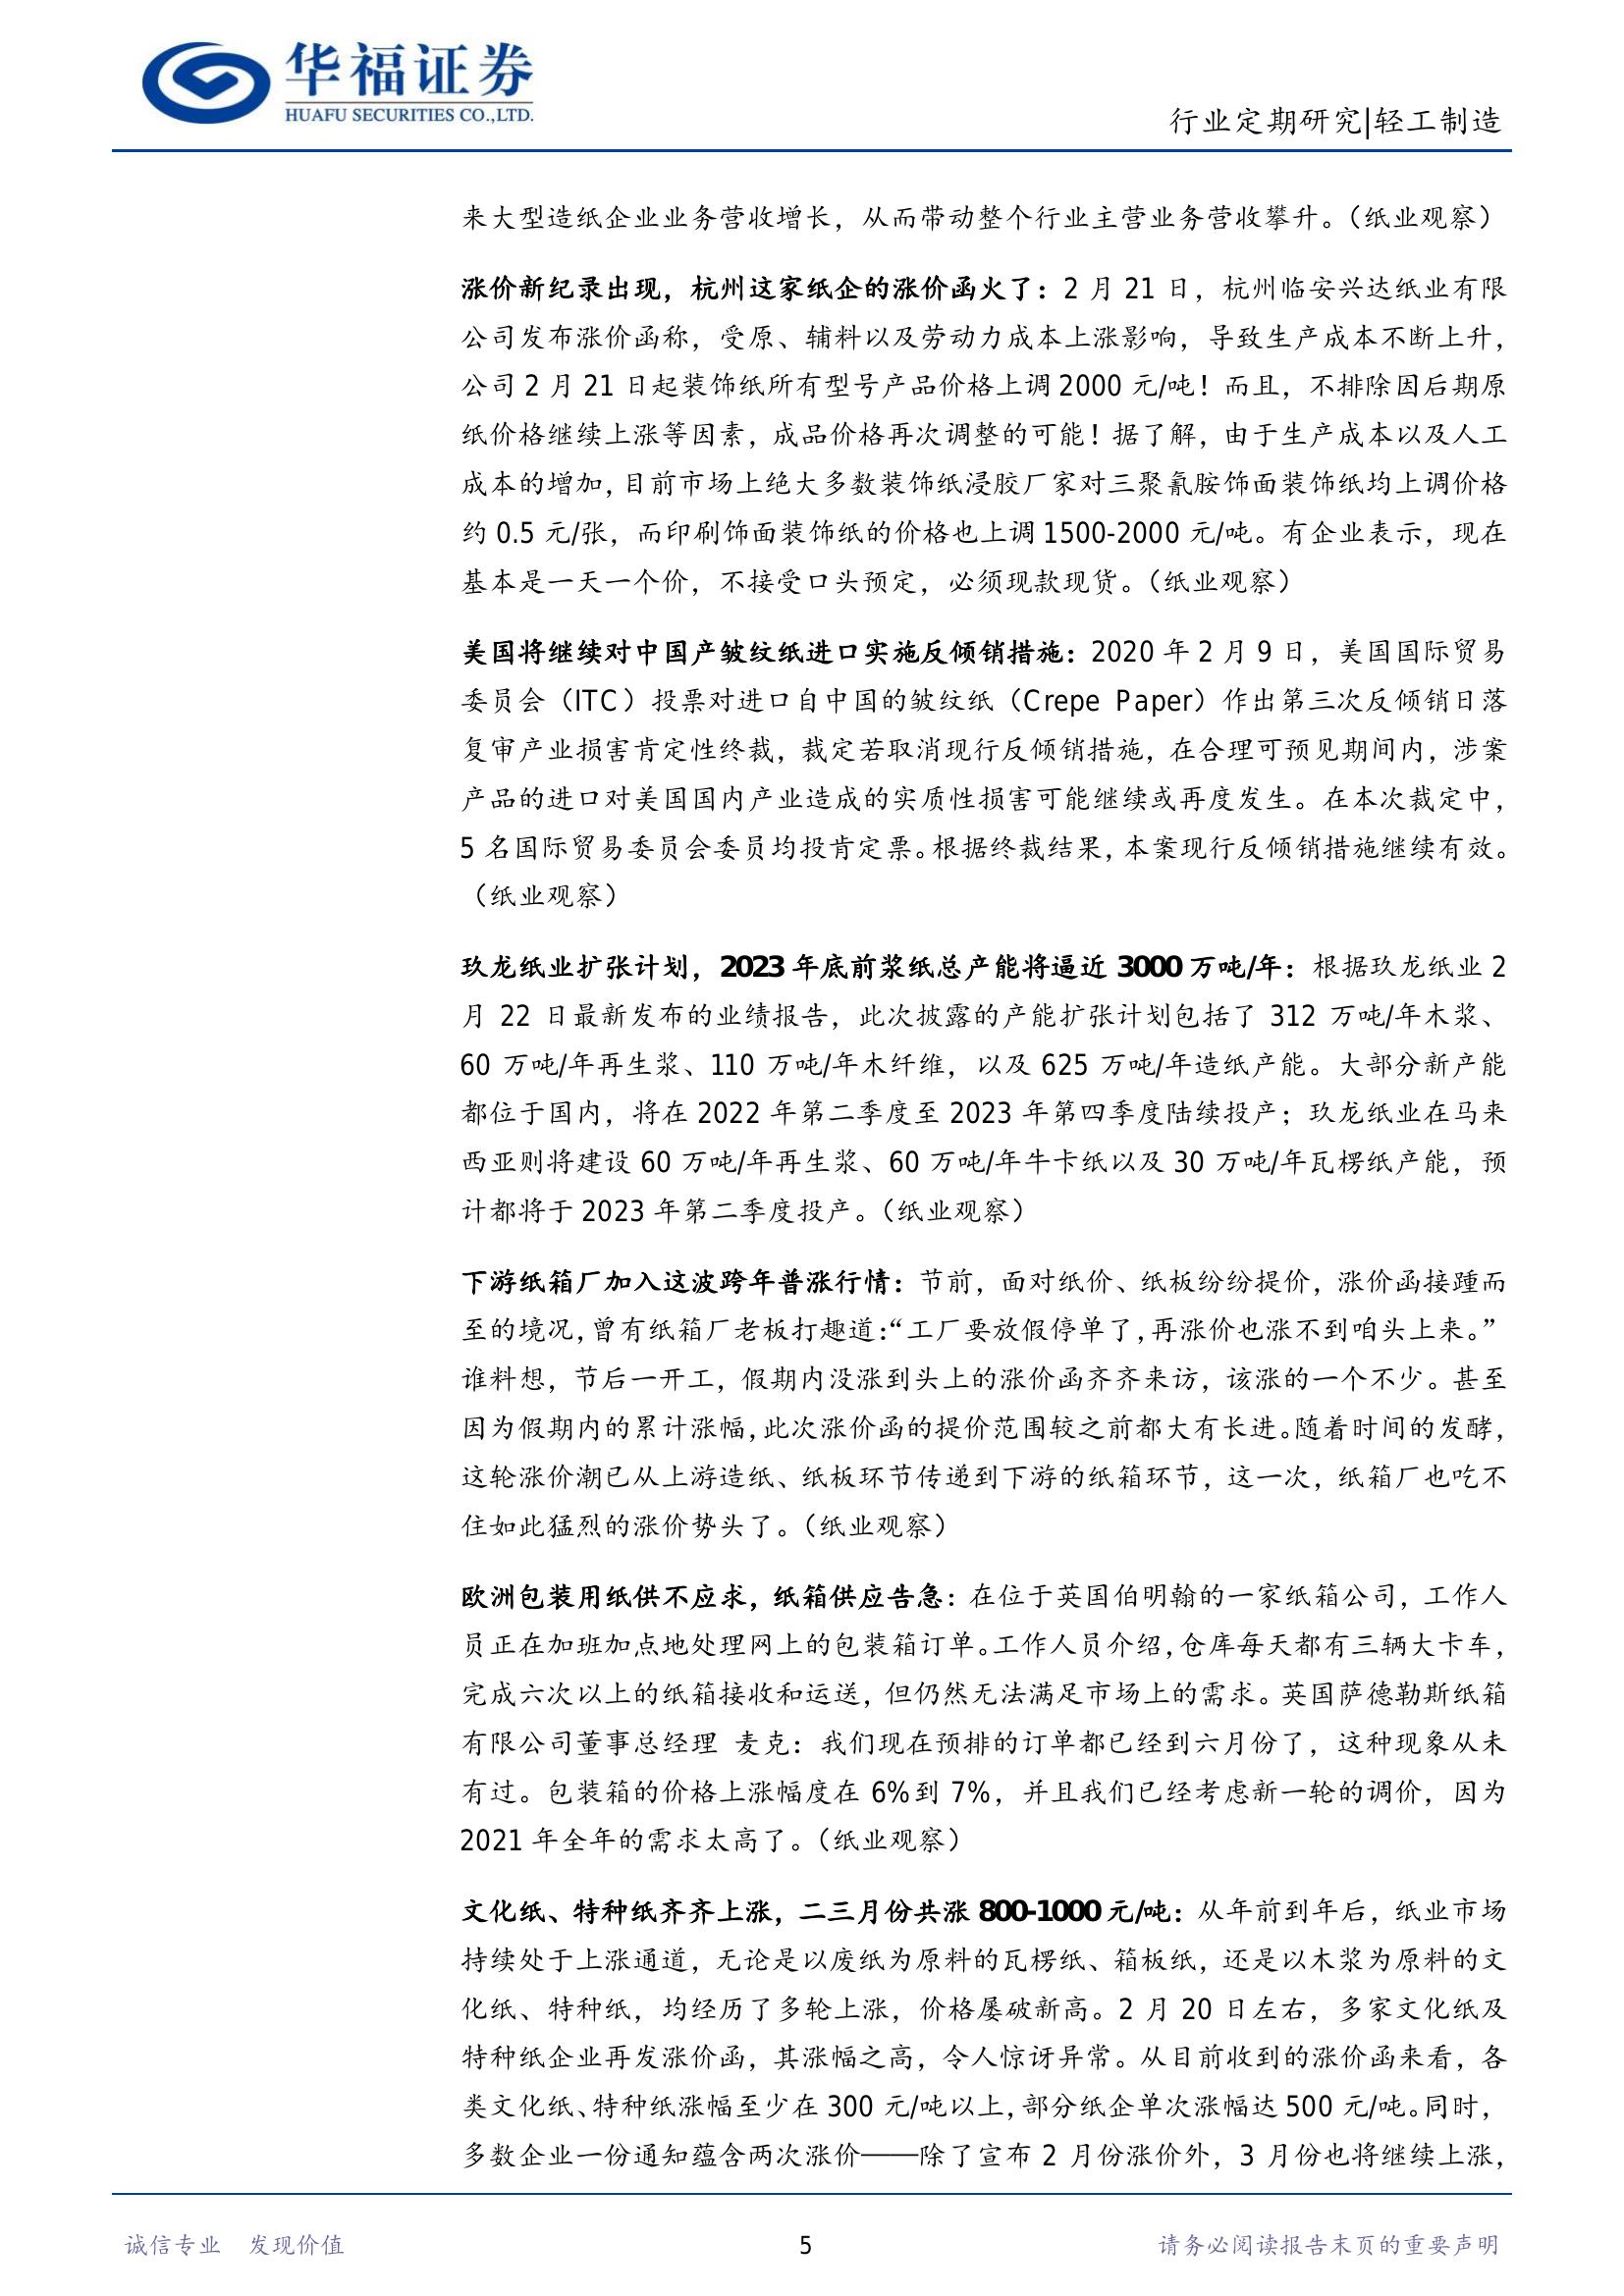 华福证券
HUAFU SECURITIES CO.,LTD.
行业定期研究|轻工制造
来大型造纸企业业务营收增长，从而带动整个行业主营业务营收攀升。（纸业观察）
涨价新纪录出现，杭州这家纸企的涨价函火了：2 月 21 日，杭州临安兴达纸业有限
公司发布涨价函称，受原、辅料以及劳动力成本上涨影响，导致生产成本不断上升，
公司 2 月 21 日起装饰纸所有型号产品价格上调 2000 元/吨！而且，不排除因后期原
纸价格继续上涨等因素，成品价格再次调整的可能！据了解，由于生产成本以及人工
成本的增加，目前市场上绝大多数装饰纸浸胶厂家对三聚氰胺饰面装饰纸均上调价格
约 0.5 元/张，而印刷饰面装饰纸的价格也上调 1500-2000 元/吨。有企业表示，现在
基本是一天一个价，不接受口头预定，必须现款现货。（纸业观察）
美国将继续对中国产皱纹纸进口实施反倾销措施：2020 年 2 月 9 日，美国国际贸易
委员会（ITC）投票对进口自中国的皱纹纸（Crepe Paper）作出第三次反倾销日落
复审产业损害肯定性终裁，裁定若取消现行反倾销措施，在合理可预见期间内，涉案
产品的进口对美国国内产业造成的实质性损害可能继续或再度发生。在本次裁定中，
5 名国际贸易委员会委员均投肯定票。根据终裁结果，本案现行反倾销措施继续有效。
（纸业观察）
玖龙纸业扩张计划，2023 年底前浆纸总产能将逼近 3000 万吨/年：根据玖龙纸业 2
月 22 日最新发布的业绩报告，此次披露的产能扩张计划包括了 312 万吨/年木浆、
60 万吨/年再生浆、110 万吨/年木纤维，以及 625 万吨/年造纸产能。大部分新产能
都位于国内，将在 2022 年第二季度至 2023 年第四季度陆续投产；玖龙纸业在马来
西亚则将建设 60 万吨/年再生浆、60 万吨/年牛卡纸以及 30 万吨/年瓦楞纸产能，预
计都将于 2023 年第二季度投产。（纸业观察）
下游纸箱厂加入这波跨年普涨行情：节前，面对纸价、纸板纷纷提价，涨价函接踵而
至的境况，曾有纸箱厂老板打趣道：“工厂要放假停单了，再涨价也涨不到咱头上来。”
谁料想，节后一开工，假期内没涨到头上的涨价函齐齐来访，该涨的一个不少。甚至
因为假期内的累计涨幅，此次涨价函的提价范围较之前都大有长进。随着时间的发酵，
这轮涨价潮已从上游造纸、纸板环节传递到下游的纸箱环节，这一次，纸箱厂也吃不
住如此猛烈的涨价势头了。（纸业观察）
欧洲包装用纸供不应求，纸箱供应告急：在位于英国伯明翰的一家纸箱公司，工作人
员正在加班加点地处理网上的包装箱订单。工作人员介绍，仓库每天都有三辆大卡车，
完成六次以上的纸箱接收和运送，但仍然无法满足市场上的需求。英国萨德勒斯纸箱
有限公司董事总经理 麦克：我们现在预排的订单都已经到六月份了，这种现象从未
有过。包装箱的价格上涨幅度在 6%到 7%，并且我们已经考虑新一轮的调价，因为
2021 年全年的需求太高了。（纸业观察）
文化纸、特种纸齐齐上涨，二三月份共涨 800-1000 元/吨：从年前到年后，纸业市场
持续处于上涨通道，无论是以废纸为原料的瓦楞纸、箱板纸，还是以木浆为原料的文
化纸、特种纸，均经历了多轮上涨，价格屡破新高。2 月 20 日左右，多家文化纸及
特种纸企业再发涨价函，其涨幅之高，令人惊讶异常。从目前收到的涨价函来看，各
类文化纸、特种纸涨幅至少在 300 元/吨以上，部分纸企单次涨幅达 500 元/吨。同时，
多数企业一份通知蕴含两次涨价——除了宣布 2 月份涨价外，3 月份也将继续上涨，
诚信专业 发现价值
5
请务必阅读报告末页的重要声明